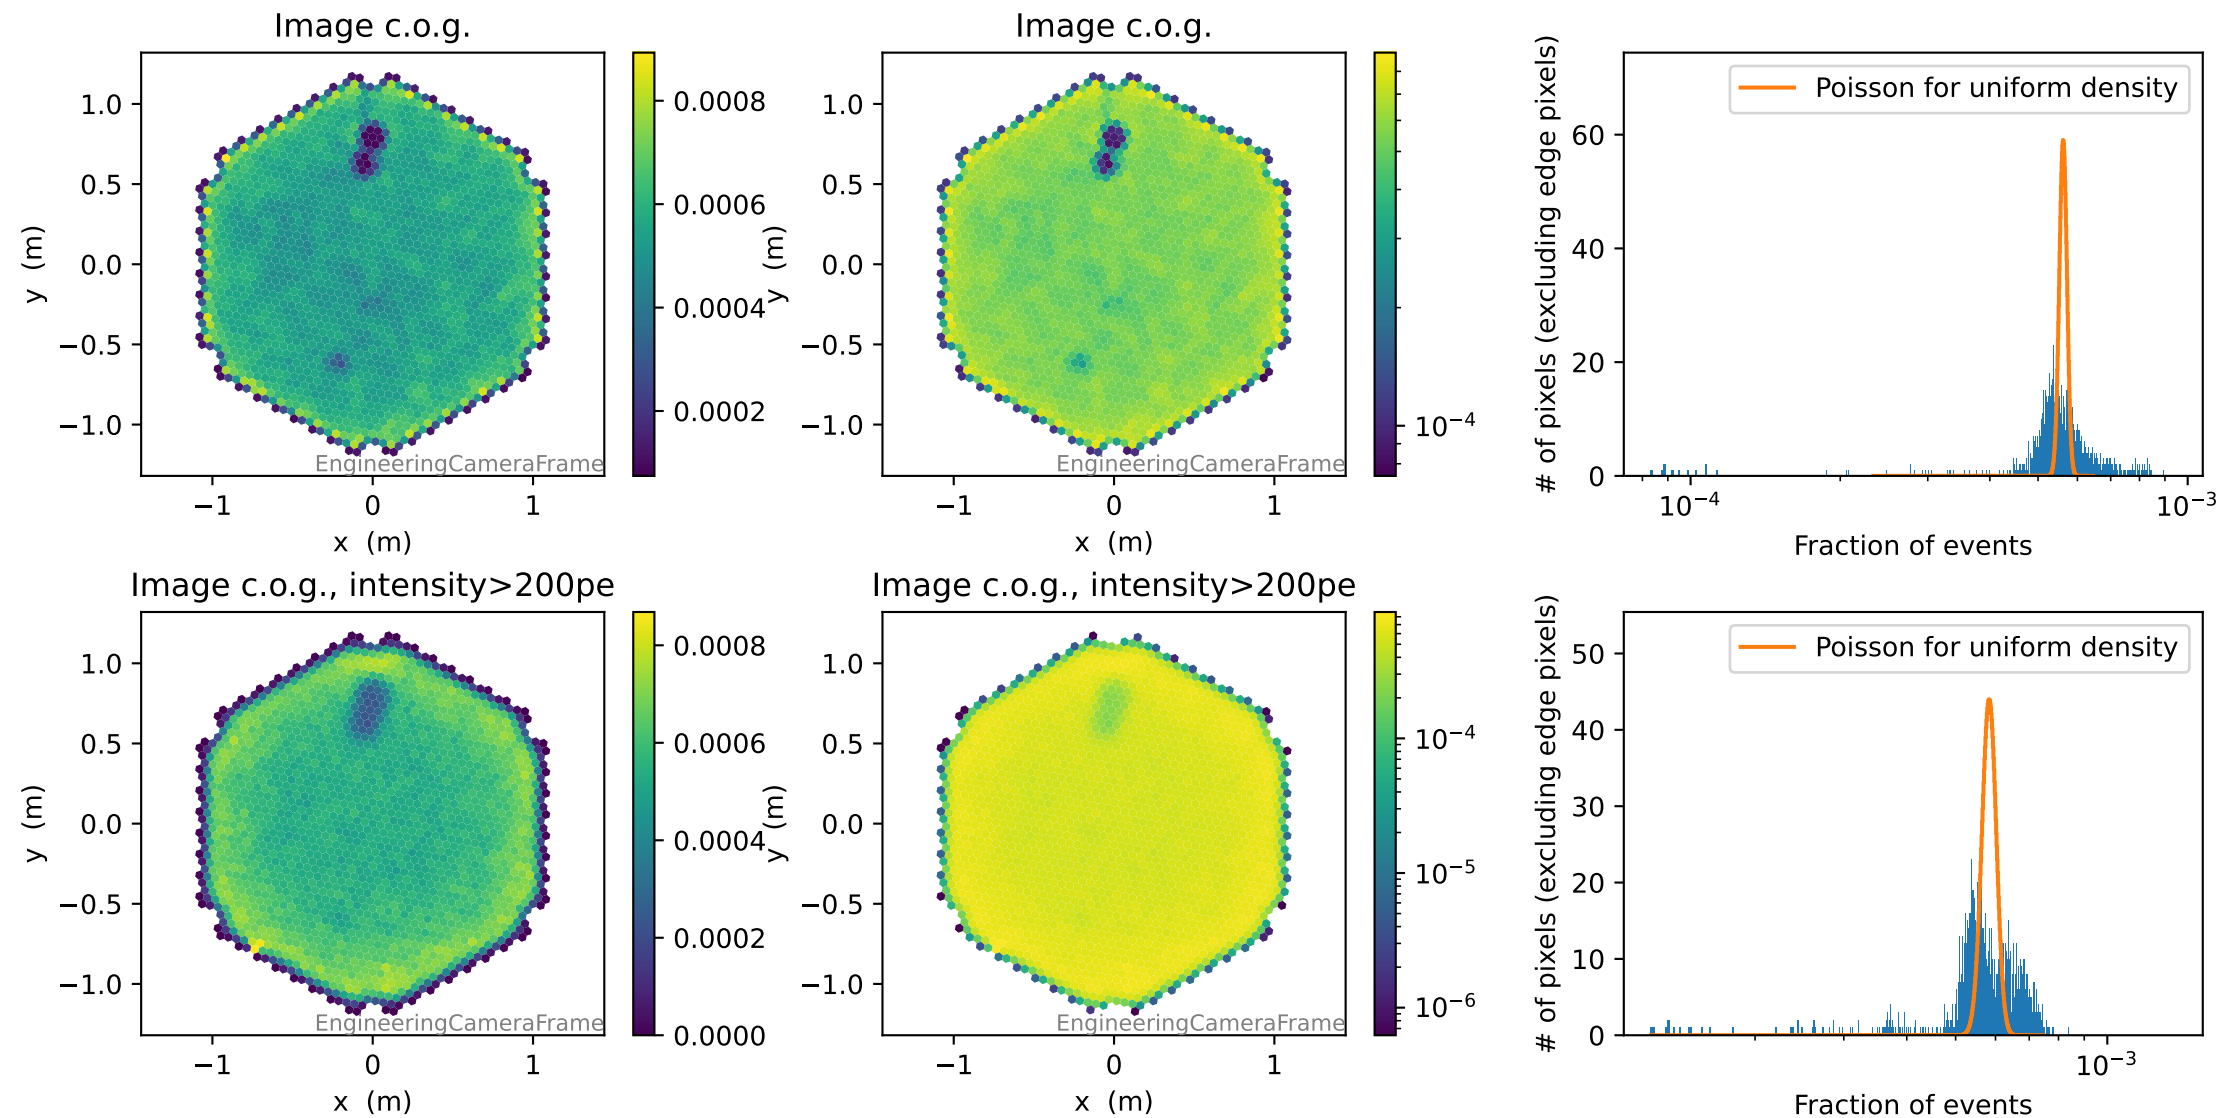 Image c.o.g.
y (m)
1.0
0.5
0.0
−0.5
−1.0
EngineeringCameraFrame
−1 0 1
x (m)
0.0008
0.0006
0.0004
0.0002
Image c.o.g.
y (m)
1.0
0.5
0.0
−0.5
−1.0
EngineeringCameraFrame
−1 0 1
x (m)
10⁻⁴
# of pixels (excluding edge pixels)
60
40
20
0
Poisson for uniform density
10⁻⁴ 10⁻³
Fraction of events
Image c.o.g., intensity>200pe
y (m)
1.0
0.5
0.0
−0.5
−1.0
EngineeringCameraFrame
−1 0 1
x (m)
0.0008
0.0006
0.0004
0.0002
0.0000
Image c.o.g., intensity>200pe
y (m)
1.0
0.5
0.0
−0.5
−1.0
EngineeringCameraFrame
−1 0 1
x (m)
10⁻⁴
10⁻⁵
10⁻⁶
# of pixels (excluding edge pixels)
50
40
30
20
10
0
Poisson for uniform density
10⁻³
Fraction of events